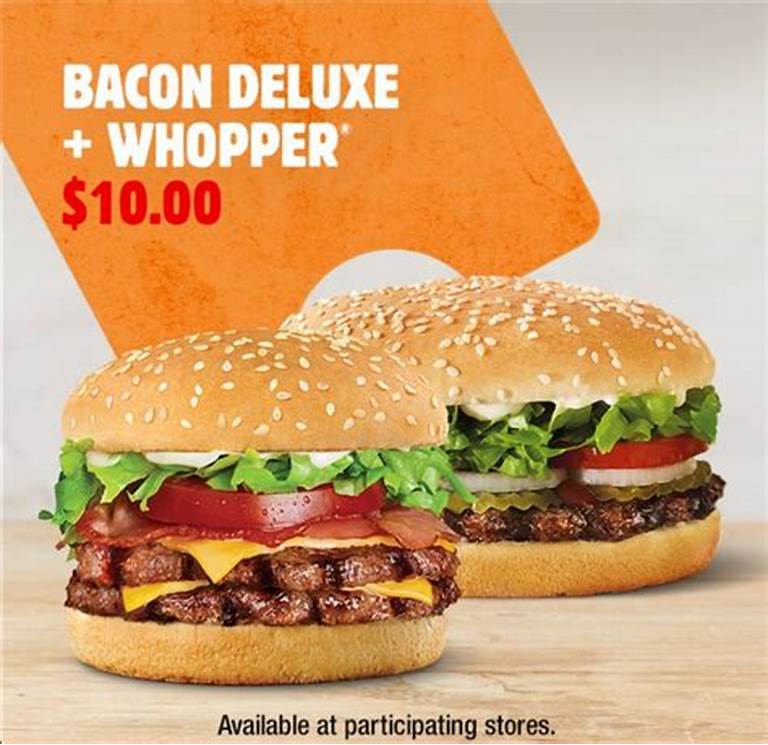 BACON DELUXE
+ WHOPPER®
$10.00
Available at participating stores.